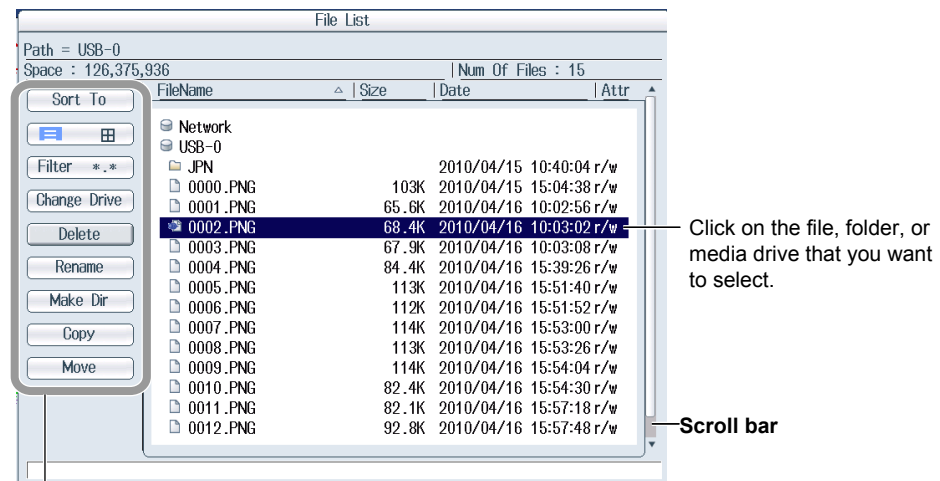 File List
Path = USB-0
Space : 126,375,936 Num Of Files : 15
Sort To
Filter *.*
Change Drive
Delete
Rename
Make Dir
Copy
Move
FileName Size Date Attr
Network
USB-0
JPN 2010/04/15 10:40:04 r/w
0000.PNG 103K 2010/04/15 15:04:38 r/w
0001.PNG 65.6K 2010/04/16 10:02:56 r/w
0002.PNG 68.4K 2010/04/16 10:03:02 r/w
0003.PNG 67.9K 2010/04/16 10:03:08 r/w
0004.PNG 84.4K 2010/04/16 15:39:26 r/w
0005.PNG 113K 2010/04/16 15:51:40 r/w
0006.PNG 112K 2010/04/16 15:51:52 r/w
0007.PNG 114K 2010/04/16 15:53:00 r/w
0008.PNG 113K 2010/04/16 15:53:26 r/w
0009.PNG 114K 2010/04/16 15:54:04 r/w
0010.PNG 82.4K 2010/04/16 15:54:30 r/w
0011.PNG 82.1K 2010/04/16 15:57:18 r/w
0012.PNG 92.8K 2010/04/16 15:57:48 r/w
Click on the file, folder, or
media drive that you want
to select.
Scroll bar